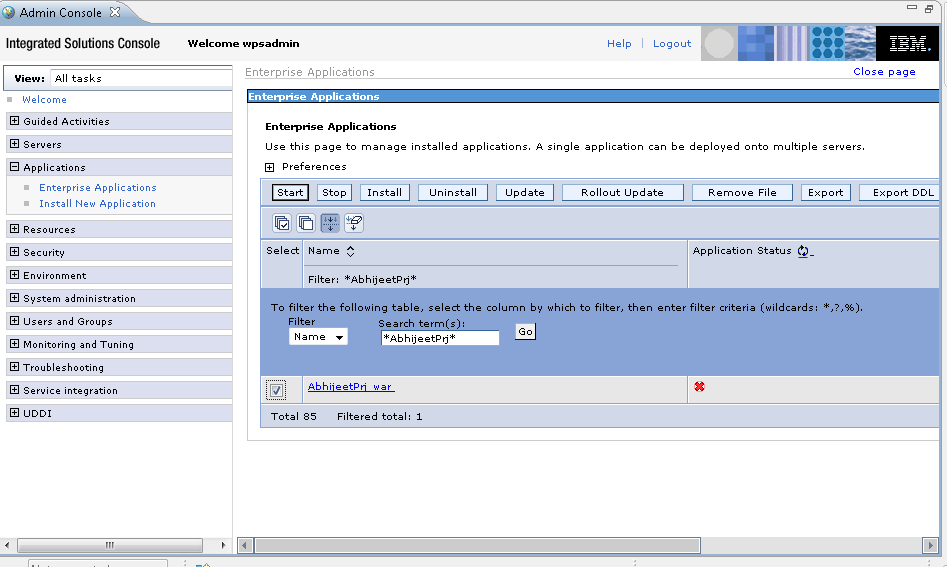 Admin Console
Integrated Solutions Console
Welcome wpsadmin
Help
Logout
IBM.
View: All tasks
Welcome
Guided Activities
Servers
Applications
Enterprise Applications
Install New Application
Resources
Security
Environment
System administration
Users and Groups
Monitoring and Tuning
Troubleshooting
Service integration
UDDI
Enterprise Applications
Close page
Enterprise Applications
Enterprise Applications
Use this page to manage installed applications. A single application can be deployed onto multiple servers.
Preferences
Start Stop Install Uninstall Update Rollout Update Remove File Export Export DDL
Select Name Application Status
Filter: *AbhijeetPrj*
To filter the following table, select the column by which to filter, then enter filter criteria (wildcards: *,?,%).
Filter Search term(s):
Name *AbhijeetPrj* Go
AbhijeetPrj_war
Total 85 Filtered total: 1